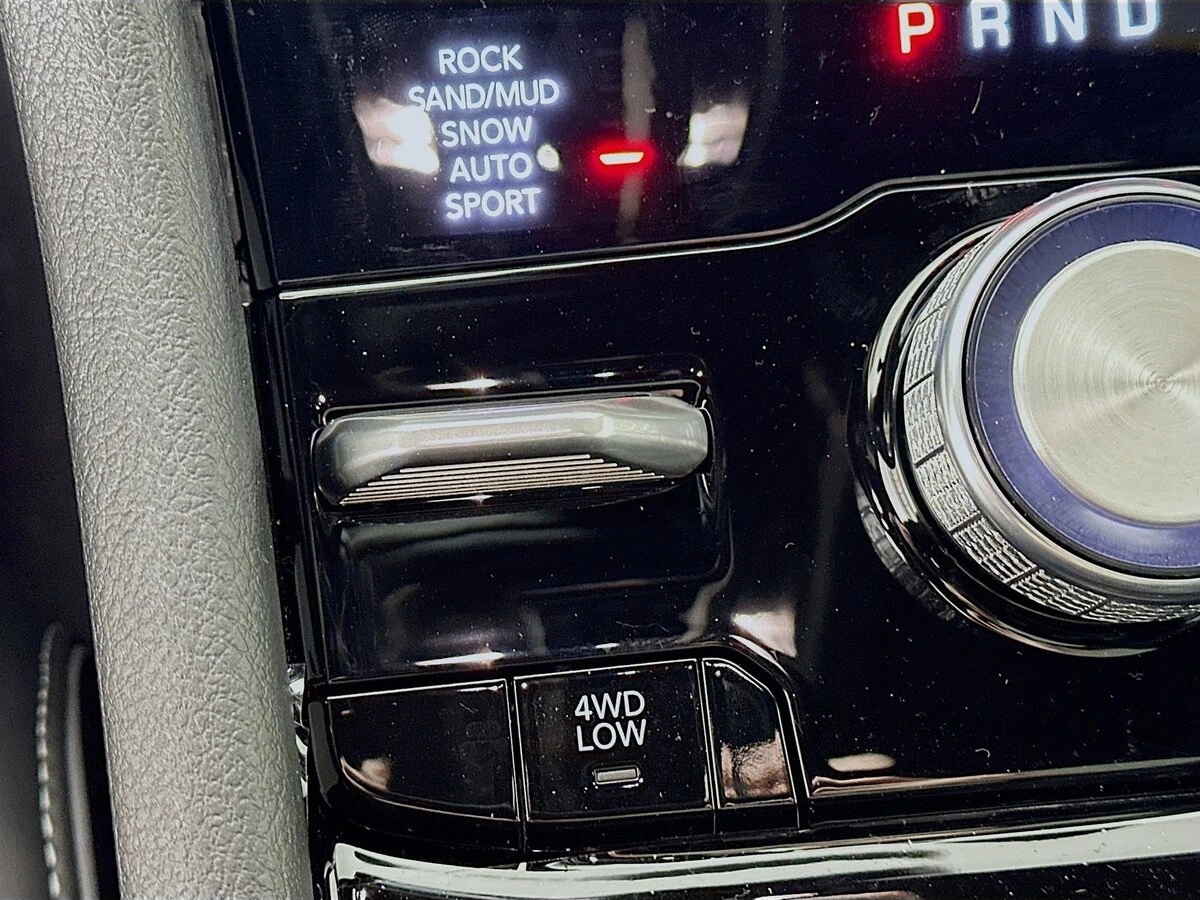 P R N D
ROCK
SAND/MUD
SNOW
AUTO
SPORT
4WD
LOW